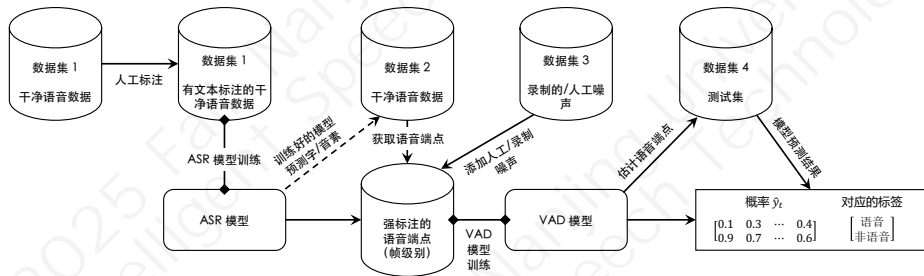 数据集 1
干净语音数据
人工标注
数据集 1
有文本标注的干
净语音数据
数据集 2
干净语音数据
数据集 3
录制的/人工噪
声
数据集 4
测试集
ASR 模型训练
训练好的模型
预测字/音素
获取语音端点
添加人工/录制
噪声
估计语音端点
模型预测结果
ASR 模型
强标注的
语音端点
(帧级别)
VAD
模型
训练
VAD 模型
概率 ŷₜ 对应的标签
[0.1 0.3 ⋯ 0.4] [语音]
[0.9 0.7 ⋯ 0.6] [非语音]